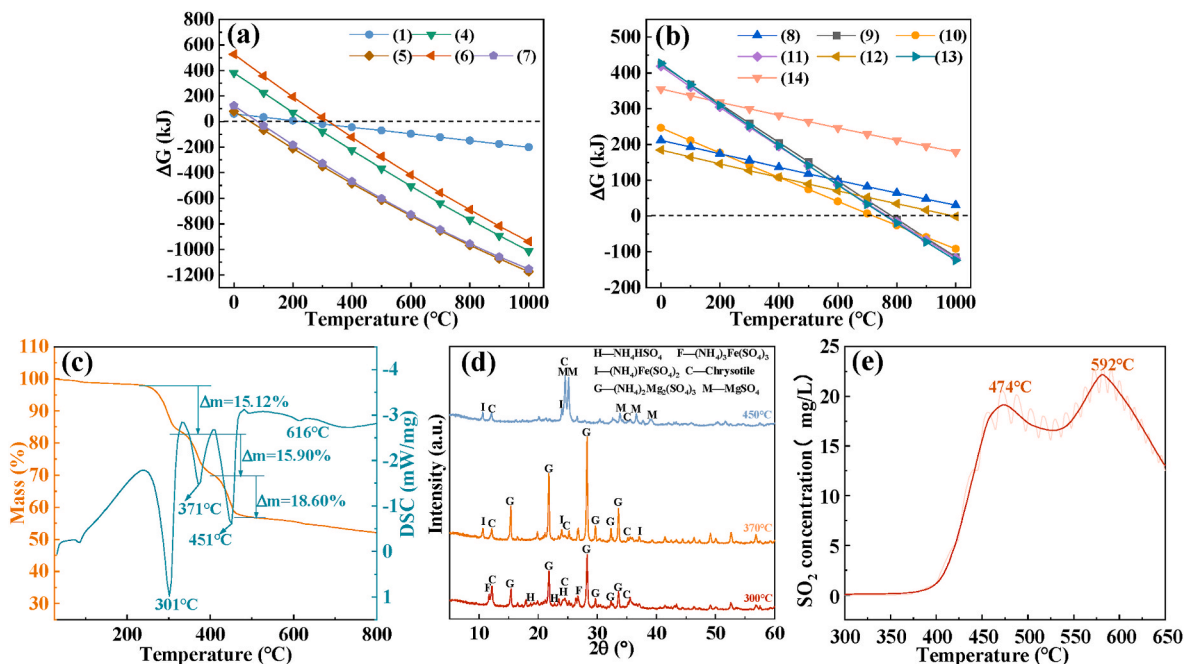 (a)
(1) (4)
(5) (6) (7)
800
600
400
200
0
-200
-400
-600
-800
-1000
-1200
ΔG (kJ)
0 200 400 600 800 1000
Temperature (°C)
(b)
(8) (9) (10)
(11) (12) (13)
(14)
500
400
300
200
100
0
-100
-200
ΔG (kJ)
0 200 400 600 800 1000
Temperature (°C)
(c)
110
100
90
80
70
60
50
40
30
Mass (%)
Δm=15.12%
Δm=15.90%
Δm=18.60%
616°C
371°C
451°C
301°C
-4
-3
-2
-1
0
1
DSC (mW/mg)
0 200 400 600 800
Temperature (°C)
(d)
H—NH₄HSO₄ F—(NH₄)₃Fe(SO₄)₃
I—(NH₄)Fe(SO₄)₂ C—Chrysotile
G—(NH₄)₂Mg₂(SO₄)₃ M—MgSO₄
C
M M
I C I M C M M
450°C
G
G
G G
I C I C G G C I
370°C
G
G
C C G
F G H H H F G G C
300°C
Intensity (a.u.)
10 20 30 40 50 60
2θ (°)
(e)
474°C
592°C
25
20
15
10
5
0
SO₂ concentration（ mg/L）
300 350 400 450 500 550 600 650
Temperature (°C)